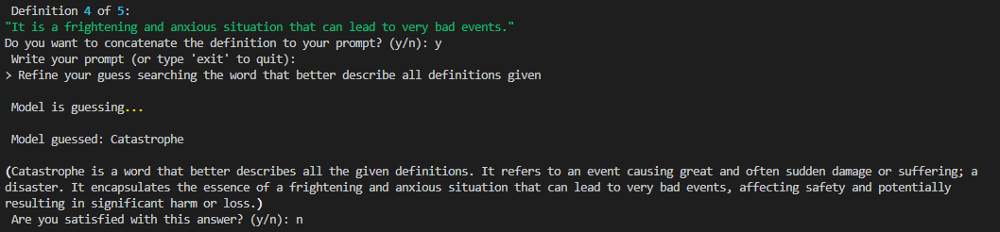 Definition 4 of 5:
"It is a frightening and anxious situation that can lead to very bad events."
Do you want to concatenate the definition to your prompt? (y/n): y
Write your prompt (or type 'exit' to quit):
> Refine your guess searching the word that better describe all definitions given
Model is guessing...
Model guessed: Catastrophe
(Catastrophe is a word that better describes all the given definitions. It refers to an event causing great and often sudden damage or suffering; a
disaster. It encapsulates the essence of a frightening and anxious situation that can lead to very bad events, affecting safety and potentially
resulting in significant harm or loss.)
Are you satisfied with this answer? (y/n): n